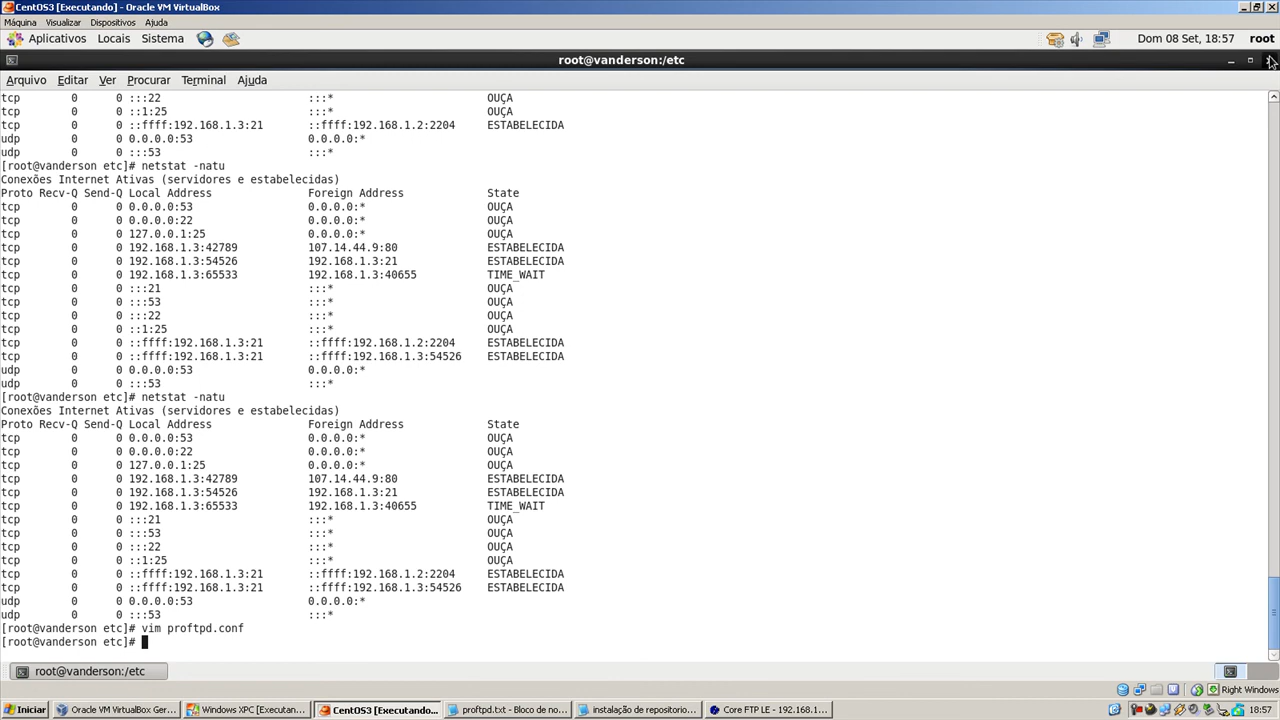 CentOS3 [Executando] - Oracle VM VirtualBox
Máquina Visualizar Dispositivos Ajuda
Aplicativos Locais Sistema Dom 08 Set, 18:57 root
root@vanderson:/etc
Arquivo Editar Ver Procurar Terminal Ajuda
tcp 0 0 :::22 :::* OUÇA
tcp 0 0 ::1:25 :::* OUÇA
tcp 0 0 ::ffff:192.168.1.3:21 ::ffff:192.168.1.2:2204 ESTABELECIDA
udp 0 0 0.0.0.0:53 0.0.0.0:*
udp 0 0 :::53 :::*
[root@vanderson etc]# netstat -natu
Conexões Internet Ativas (servidores e estabelecidas)
Proto Recv-Q Send-Q Local Address Foreign Address State
tcp 0 0 0.0.0.0:53 0.0.0.0:* OUÇA
tcp 0 0 0.0.0.0:22 0.0.0.0:* OUÇA
tcp 0 0 127.0.0.1:25 0.0.0.0:* OUÇA
tcp 0 0 192.168.1.3:42789 107.14.44.9:80 ESTABELECIDA
tcp 0 0 192.168.1.3:54526 192.168.1.3:21 ESTABELECIDA
tcp 0 0 192.168.1.3:65533 192.168.1.3:40655 TIME_WAIT
tcp 0 0 :::21 :::* OUÇA
tcp 0 0 :::53 :::* OUÇA
tcp 0 0 :::22 :::* OUÇA
tcp 0 0 ::1:25 :::* OUÇA
tcp 0 0 ::ffff:192.168.1.3:21 ::ffff:192.168.1.2:2204 ESTABELECIDA
tcp 0 0 ::ffff:192.168.1.3:21 ::ffff:192.168.1.3:54526 ESTABELECIDA
udp 0 0 0.0.0.0:53 0.0.0.0:*
udp 0 0 :::53 :::*
[root@vanderson etc]# netstat -natu
Conexões Internet Ativas (servidores e estabelecidas)
Proto Recv-Q Send-Q Local Address Foreign Address State
tcp 0 0 0.0.0.0:53 0.0.0.0:* OUÇA
tcp 0 0 0.0.0.0:22 0.0.0.0:* OUÇA
tcp 0 0 127.0.0.1:25 0.0.0.0:* OUÇA
tcp 0 0 192.168.1.3:42789 107.14.44.9:80 ESTABELECIDA
tcp 0 0 192.168.1.3:54526 192.168.1.3:21 ESTABELECIDA
tcp 0 0 192.168.1.3:65533 192.168.1.3:40655 TIME_WAIT
tcp 0 0 :::21 :::* OUÇA
tcp 0 0 :::53 :::* OUÇA
tcp 0 0 :::22 :::* OUÇA
tcp 0 0 ::1:25 :::* OUÇA
tcp 0 0 ::ffff:192.168.1.3:21 ::ffff:192.168.1.2:2204 ESTABELECIDA
tcp 0 0 ::ffff:192.168.1.3:21 ::ffff:192.168.1.3:54526 ESTABELECIDA
udp 0 0 0.0.0.0:53 0.0.0.0:*
udp 0 0 :::53 :::*
[root@vanderson etc]# vim proftpd.conf
[root@vanderson etc]#
root@vanderson:/etc
Right Windows
Iniciar Oracle VM VirtualBox Ger... Windows XPC [Executan... CentOS3 [Executando... proftpd.txt - Bloco de no... instalação de repositorio... Core FTP LE - 192.168.1... 18:57